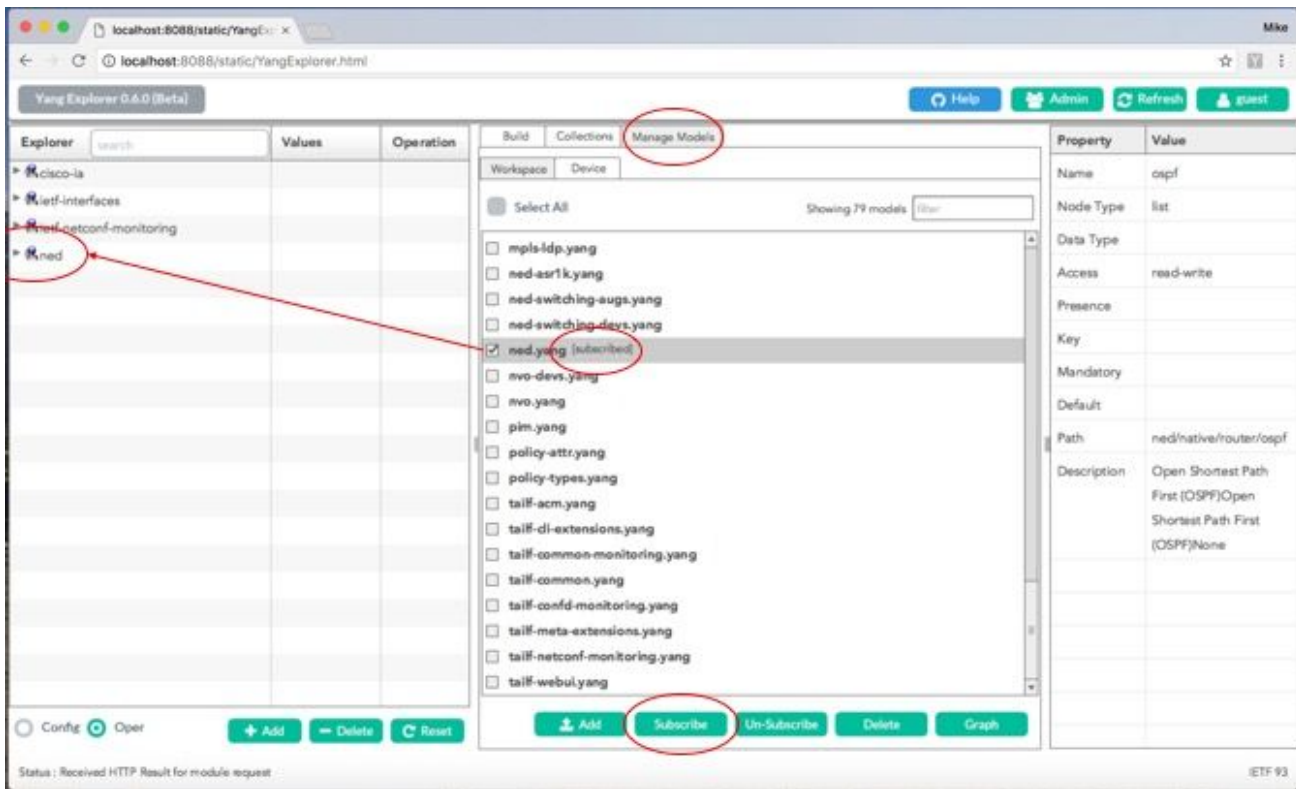 localhost:8088/static/YangEx
Mike
localhost:8088/static/YangExplorer.html
Yang Explorer 0.6.0 (Beta)
Help
Admin
Refresh
guest
Explorer
search
Values
Operation
cisco-ia
ietf-interfaces
ietf-netconf-monitoring
ned
Config
Oper
Add
Delete
Reset
Build
Collections
Manage Models
Workspace
Device
Select All
Showing 79 models
filter
mpls-ldp.yang
ned-asr1k.yang
ned-switching-augs.yang
ned-switching-devs.yang
ned.yang [subscribed]
nvo-devs.yang
nvo.yang
pim.yang
policy-attr.yang
policy-types.yang
tailf-acm.yang
tailf-cli-extensions.yang
tailf-common-monitoring.yang
tailf-common.yang
tailf-confd-monitoring.yang
tailf-meta-extensions.yang
tailf-netconf-monitoring.yang
tailf-webui.yang
Add
Subscribe
Un-Subscribe
Delete
Graph
Property Value
Name ospf
Node Type list
Data Type
Access read-write
Presence
Key
Mandatory
Default
Path ned/native/router/ospf
Description Open Shortest Path
First (OSPF)Open
Shortest Path First
(OSPF)None
Status : Received HTTP Result for module request
IETF 93